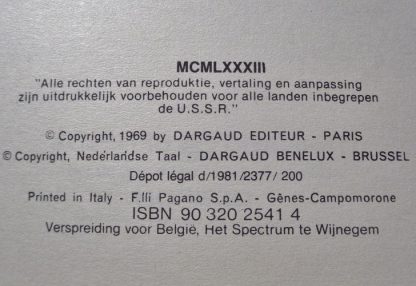 MCMLXXXIII
"Alle rechten van reproduktie, vertaling en aanpassing
zijn uitdrukkelijk voorbehouden voor alle landen inbegrepen
de U.S.S.R."
© Copyright, 1969 by DARGAUD EDITEUR - PARIS
© Copyright, Nederlandse Taal - DARGAUD BENELUX - BRUSSEL
Dépot légal d/1981/2377/ 200
Printed in Italy - F.lli Pagano S.p.A. - Gênes-Campomorone
ISBN 90 320 2541 4
Verspreiding voor België, Het Spectrum te Wijnegem